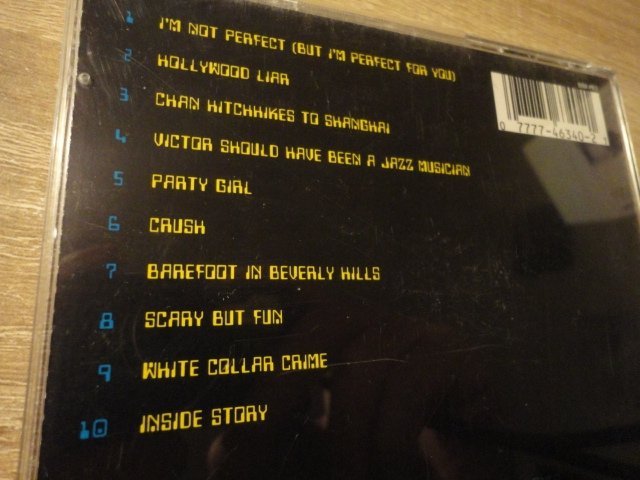 1 I'M NOT PERFECT (BUT I'M PERFECT FOR YOU)
2 HOLLYWOOD LIAR
3 CHAN HITCHHIKES TO SHANGHAI
4 VICTOR SHOULD HAVE BEEN A JAZZ MUSICIAN
5 PARTY GIRL
6 CRUSH
7 BAREFOOT IN BEVERLY HILLS
8 SCARY BUT FUN
9 WHITE COLLAR CRIME
10 INSIDE STORY
0 7777-46340-2